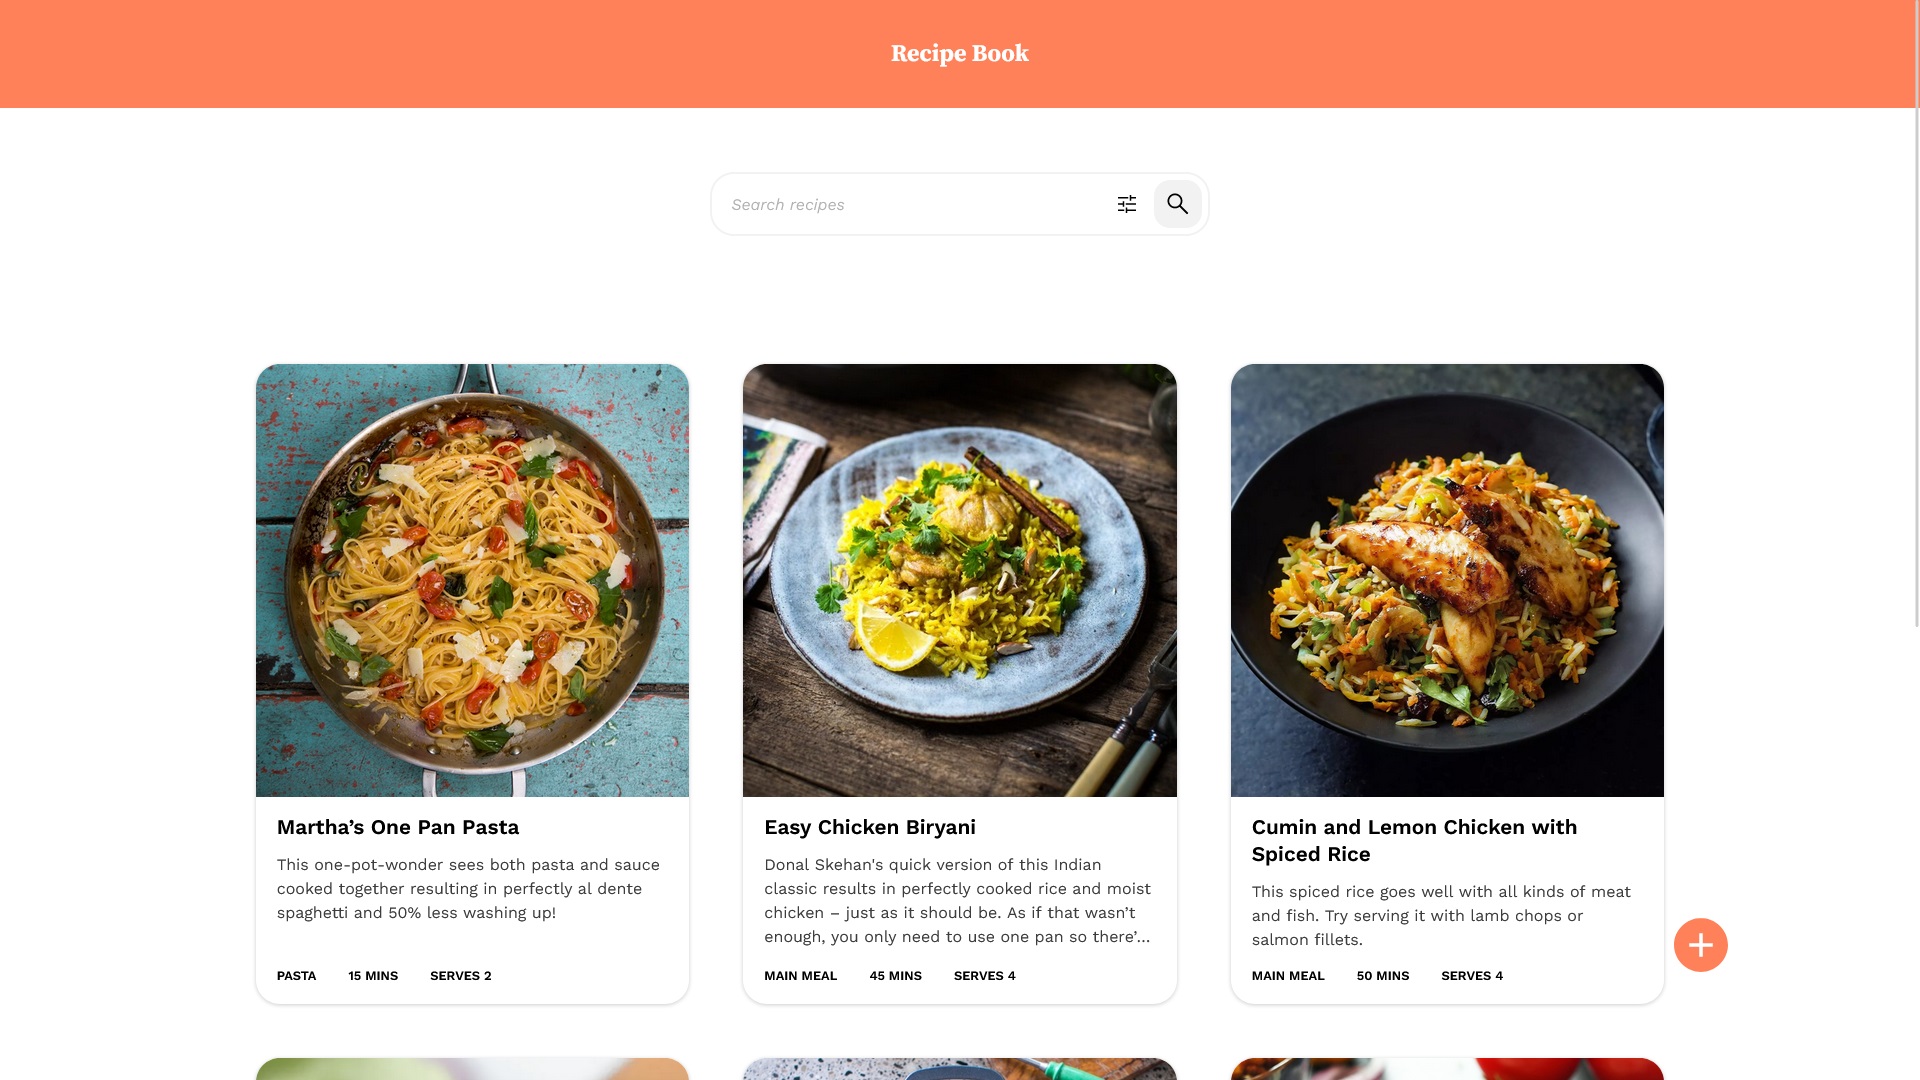 Recipe Book
Search recipes
Martha’s One Pan Pasta
This one-pot-wonder sees both pasta and sauce
cooked together resulting in perfectly al dente
spaghetti and 50% less washing up!
PASTA 15 MINS SERVES 2
Easy Chicken Biryani
Donal Skehan's quick version of this Indian
classic results in perfectly cooked rice and moist
chicken – just as it should be. As if that wasn’t
enough, you only need to use one pan so there’...
MAIN MEAL 45 MINS SERVES 4
Cumin and Lemon Chicken with
Spiced Rice
This spiced rice goes well with all kinds of meat
and fish. Try serving it with lamb chops or
salmon fillets.
MAIN MEAL 50 MINS SERVES 4